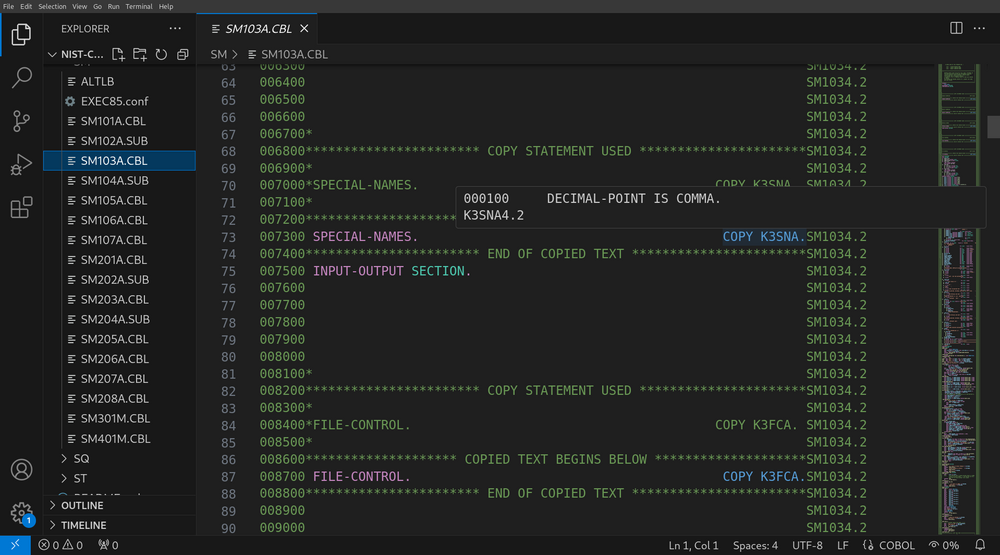 File Edit Selection View Go Run Terminal Help
EXPLORER
SM103A.CBL
NIST-C...
SM > SM103A.CBL
ALTLB
EXEC85.conf
SM101A.CBL
SM102A.SUB
SM103A.CBL
SM104A.SUB
SM105A.CBL
SM106A.CBL
SM107A.CBL
SM201A.CBL
SM202A.SUB
SM203A.CBL
SM204A.SUB
SM205A.CBL
SM206A.CBL
SM207A.CBL
SM208A.CBL
SM301M.CBL
SM401M.CBL
SQ
ST
OUTLINE
TIMELINE
63 006300 SM1034.2
64 006400 SM1034.2
65 006500 SM1034.2
66 006600 SM1034.2
67 006700* SM1034.2
68 006800*********************** COPY STATEMENT USED **********************SM1034.2
69 006900* SM1034.2
70 007000*SPECIAL-NAMES. COPY K3SNA. SM1034.2
71 007100*
72 007200********************
000100 DECIMAL-POINT IS COMMA.
K3SNA4.2
73 007300 SPECIAL-NAMES. COPY K3SNA.SM1034.2
74 007400*********************** END OF COPIED TEXT ***********************SM1034.2
75 007500 INPUT-OUTPUT SECTION. SM1034.2
76 007600 SM1034.2
77 007700 SM1034.2
78 007800 SM1034.2
79 007900 SM1034.2
80 008000 SM1034.2
81 008100* SM1034.2
82 008200*********************** COPY STATEMENT USED **********************SM1034.2
83 008300* SM1034.2
84 008400*FILE-CONTROL. COPY K3FCA. SM1034.2
85 008500* SM1034.2
86 008600******************** COPIED TEXT BEGINS BELOW ********************SM1034.2
87 008700 FILE-CONTROL. COPY K3FCA.SM1034.2
88 008800*********************** END OF COPIED TEXT ***********************SM1034.2
89 008900 SM1034.2
90 009000 SM1034.2
1
0 0 0
Ln 1, Col 1 Spaces: 4 UTF-8 LF COBOL 0%